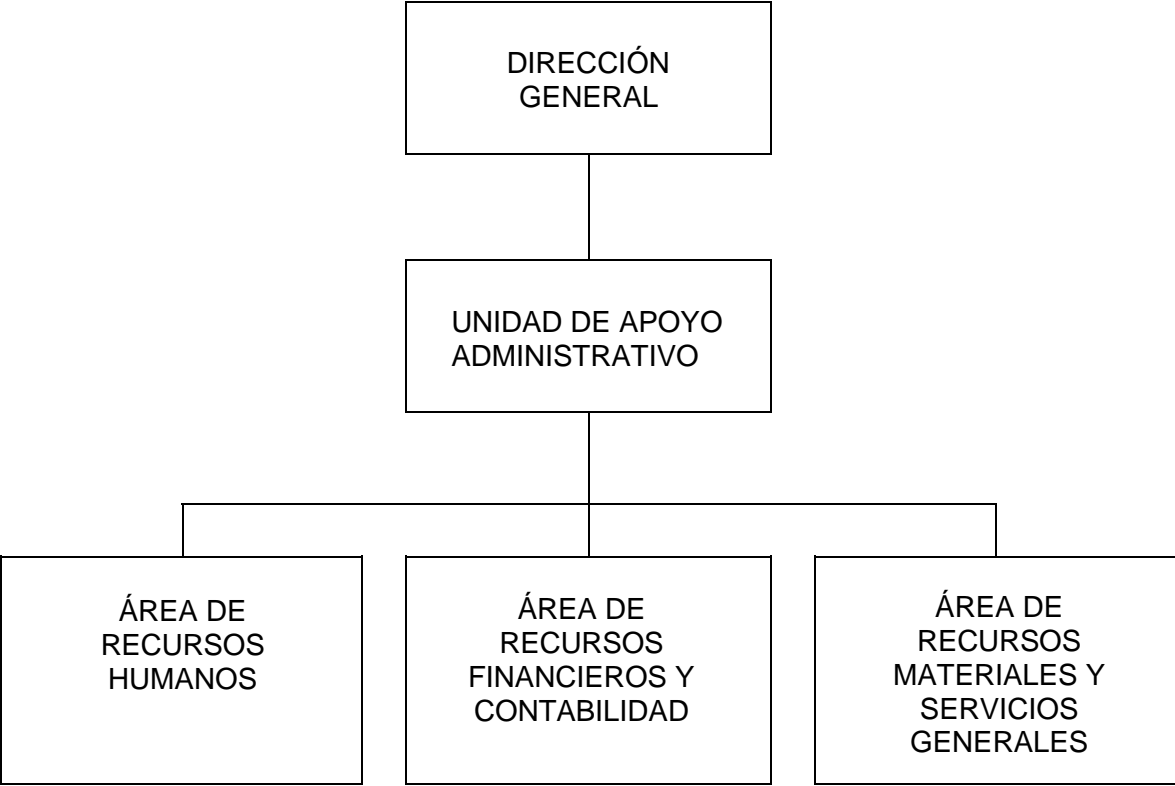 DIRECCIÓN
GENERAL
UNIDAD DE APOYO
ADMINISTRATIVO
ÁREA DE
RECURSOS
HUMANOS
ÁREA DE
RECURSOS
FINANCIEROS Y
CONTABILIDAD
ÁREA DE
RECURSOS
MATERIALES Y
SERVICIOS
GENERALES